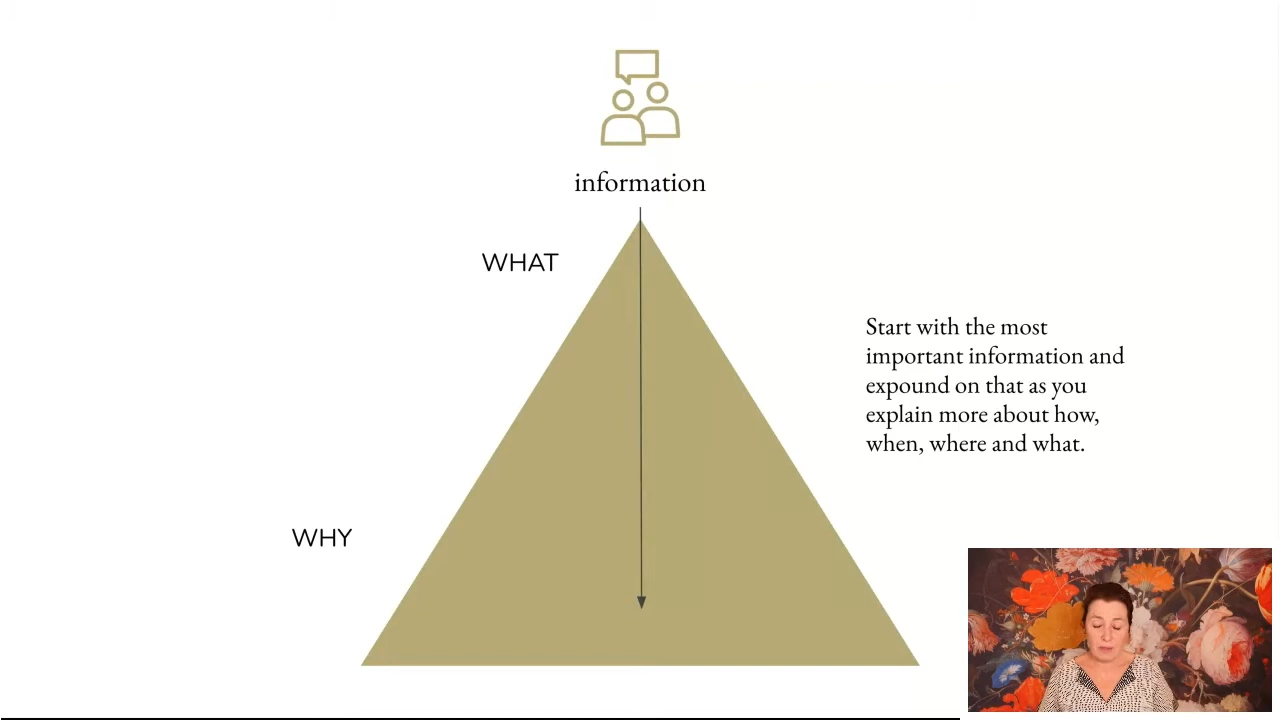 information
WHAT
Start with the most
important information and
expound on that as you
explain more about how,
when, where and what.
WHY